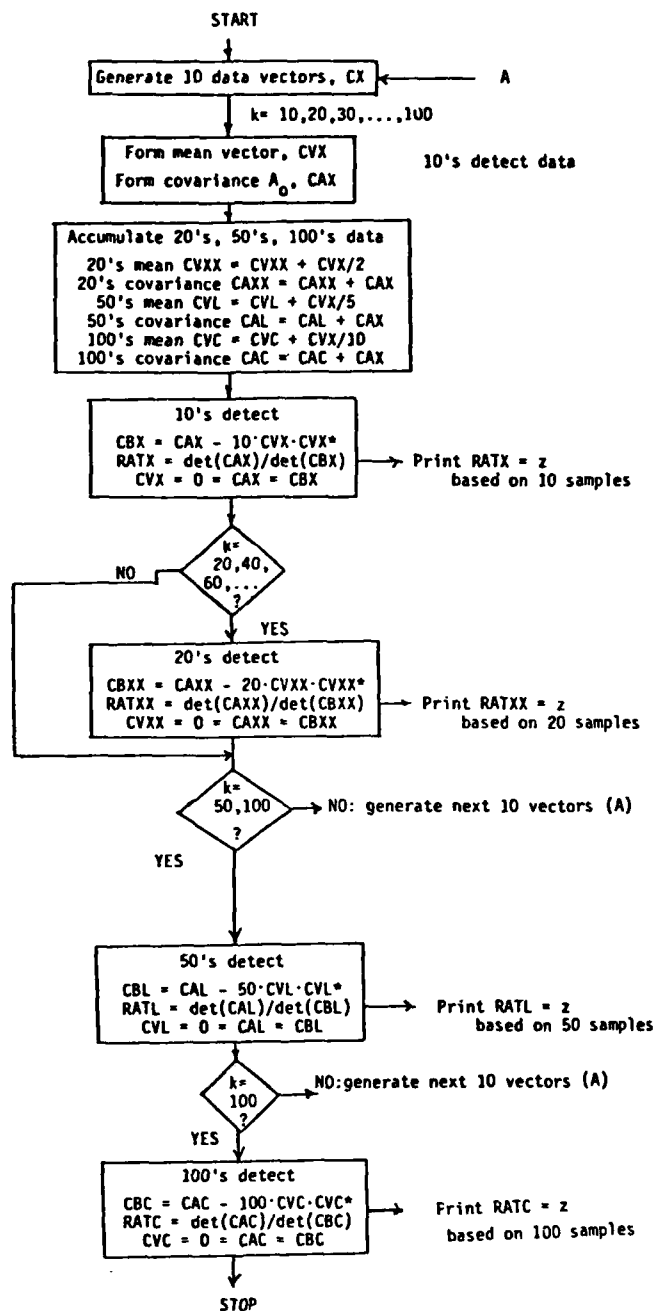 START
Generate 10 data vectors, CX
A
k= 10,20,30,...,100
Form mean vector, CVX
Form covariance A₀, CAX
10's detect data
Accumulate 20's, 50's, 100's data
20's mean CVXX = CVXX + CVX/2
20's covariance CAXX = CAXX + CAX
50's mean CVL = CVL + CVX/5
50's covariance CAL = CAL + CAX
100's mean CVC = CVC + CVX/10
100's covariance CAC = CAC + CAX
10's detect
CBX = CAX - 10·CVX·CVX*
RATX = det(CAX)/det(CBX)
CVX = 0 = CAX = CBX
Print RATX = z
based on 10 samples
k=
20,40,
60,...
?
NO
YES
20's detect
CBXX = CAXX - 20·CVXX·CVXX*
RATXX = det(CAXX)/det(CBXX)
CVXX = 0 = CAXX = CBXX
Print RATXX = z
based on 20 samples
k=
50,100
?
NO: generate next 10 vectors (A)
YES
50's detect
CBL = CAL - 50·CVL·CVL*
RATL = det(CAL)/det(CBL)
CVL = 0 = CAL = CBL
Print RATL = z
based on 50 samples
k=
100
?
NO:generate next 10 vectors (A)
YES
100's detect
CBC = CAC - 100·CVC·CVC*
RATC = det(CAC)/det(CBC)
CVC = 0 = CAC = CBC
Print RATC = z
based on 100 samples
STOP